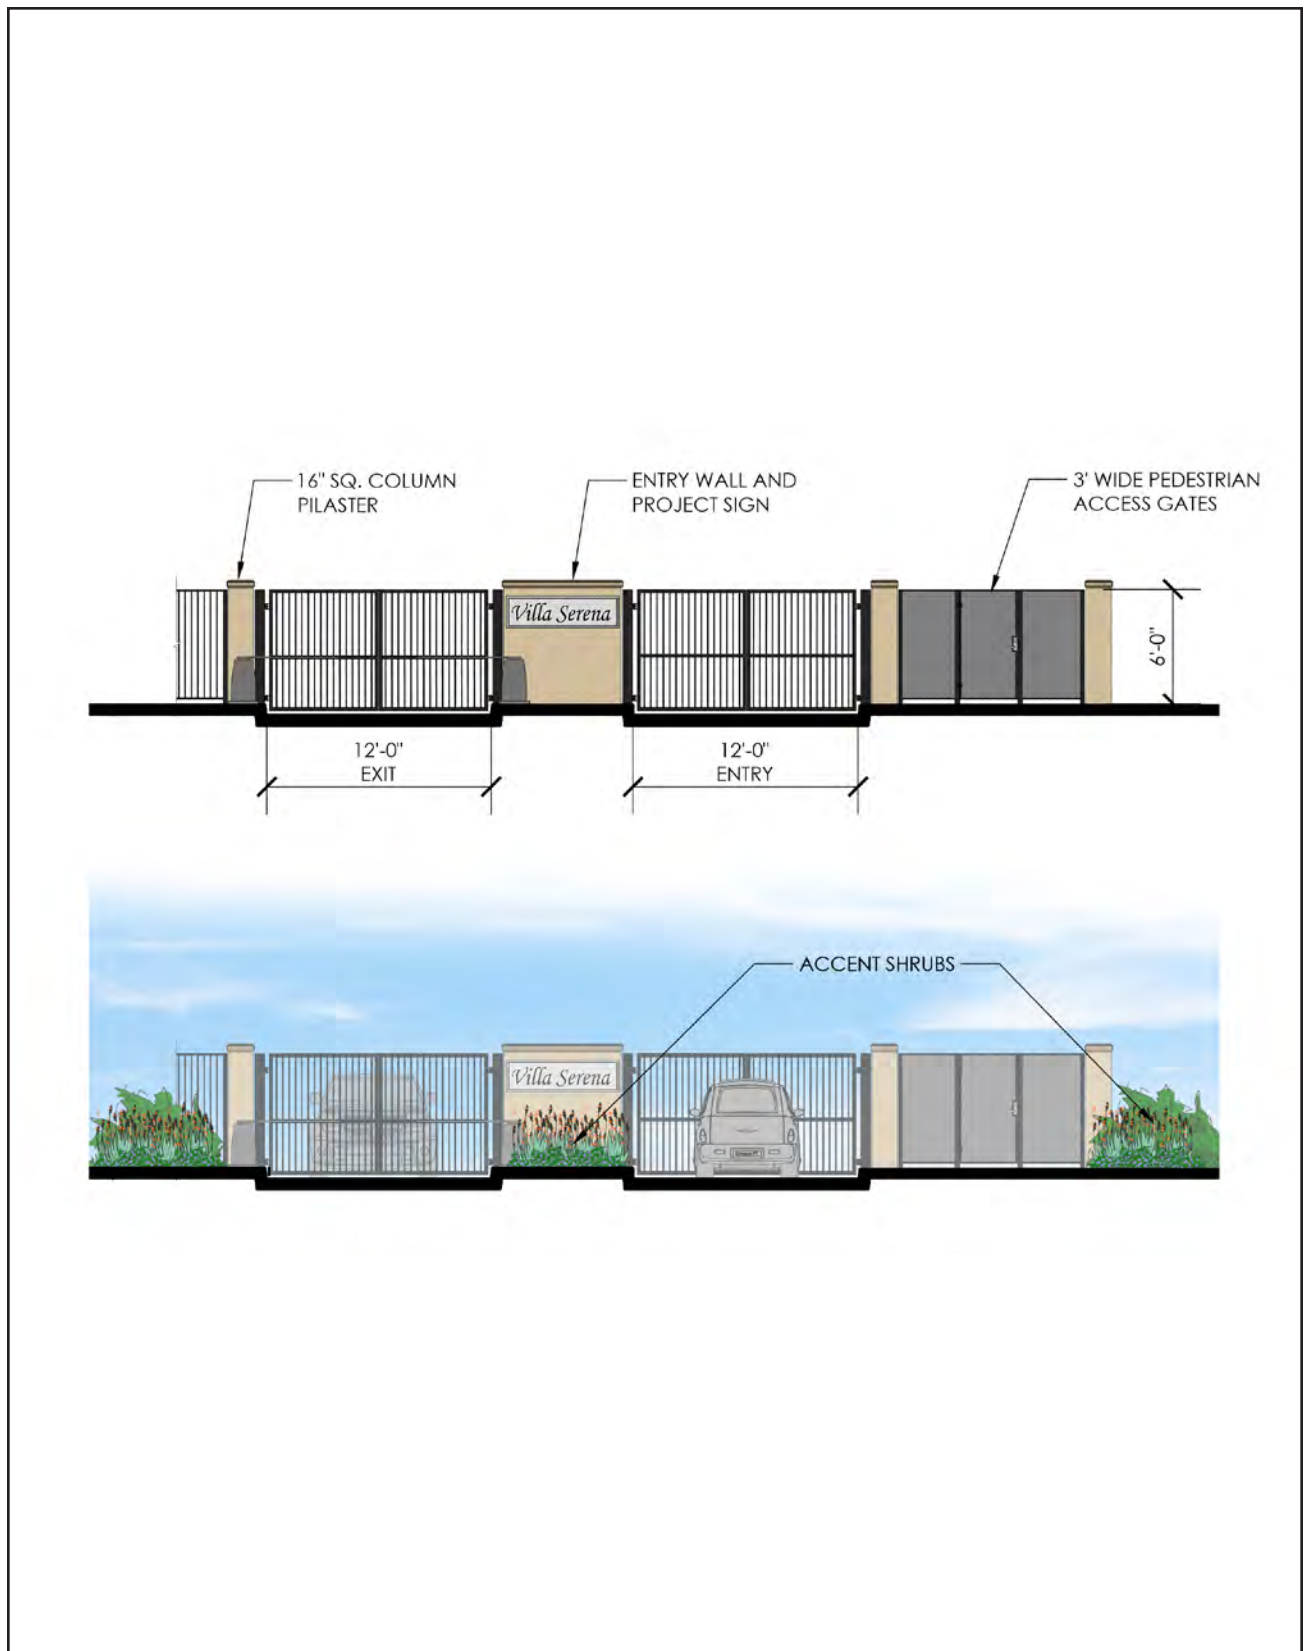 16" SQ. COLUMN
PILASTER
ENTRY WALL AND
PROJECT SIGN
3' WIDE PEDESTRIAN
ACCESS GATES
Villa Serena
6'-0"
12'-0"
EXIT
12'-0"
ENTRY
ACCENT SHRUBS
Villa Serena